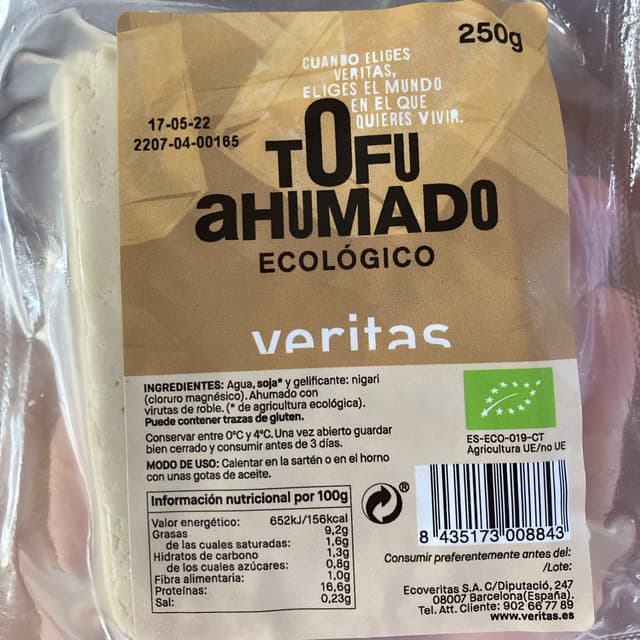 250g
CUANDO ELIGES
VERITAS,
ELIGES EL MUNDO
EN EL QUE
QUIERES VIVIR.
17-05-22
2207-04-00165
TOFU
aHUMADO
ECOLÓGICO
veritas
INGREDIENTES: Agua, soja* y gelificante: nigari
(cloruro magnésico). Ahumado con
virutas de roble. (* de agricultura ecológica).
Puede contener trazas de gluten.
Conservar entre 0°C y 4°C. Una vez abierto guardar
bien cerrado y consumir antes de 3 días.
MODO DE USO: Calentar en la sartén o en el horno
con unas gotas de aceite.
Información nutricional por 100g
Valor energético: 652kJ/156kcal
Grasas 9,2g
de las cuales saturadas: 1,6g
Hidratos de carbono 1,3g
de los cuales azúcares: 0,8g
Fibra alimentaria: 1,0g
Proteínas: 16,6g
Sal: 0,23g
®
ES-ECO-019-CT
Agricultura UE/no UE
8 435173 008843
Consumir preferentemente antes del:
/Lote:
Ecoveritas S.A. C/Diputació, 247
08007 Barcelona(España).
Tel. Att. Cliente: 902 66 77 89
www.veritas.es